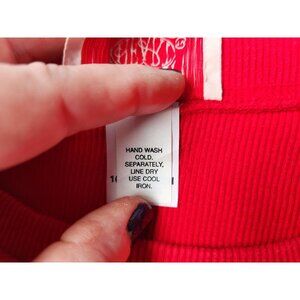 HAND WASH
COLD.
SEPARATELY,
LINE DRY
USE COOL
IRON.